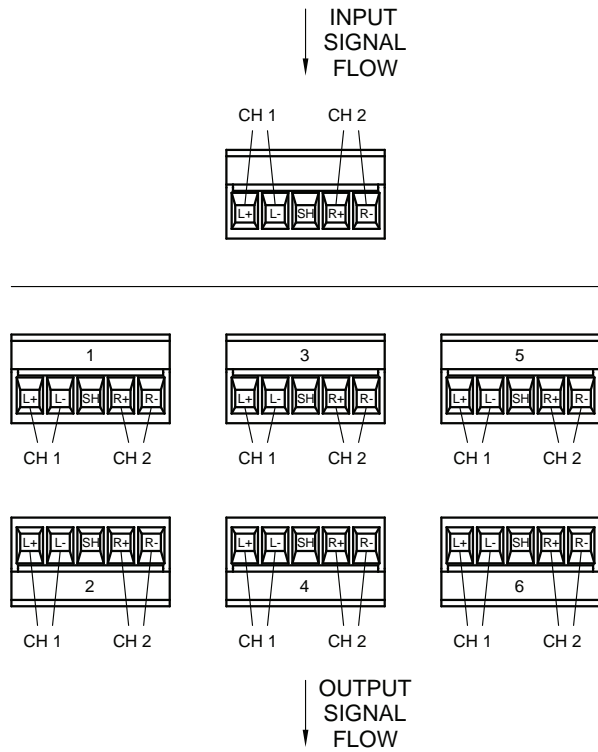 INPUT
SIGNAL
FLOW
CH 1 CH 2
L+ L- SH R+ R-
1 3 5
L+ L- SH R+ R- L+ L- SH R+ R- L+ L- SH R+ R-
CH 1 CH 2 CH 1 CH 2 CH 1 CH 2
L+ L- SH R+ R- L+ L- SH R+ R- L+ L- SH R+ R-
2 4 6
CH 1 CH 2 CH 1 CH 2 CH 1 CH 2
OUTPUT
SIGNAL
FLOW